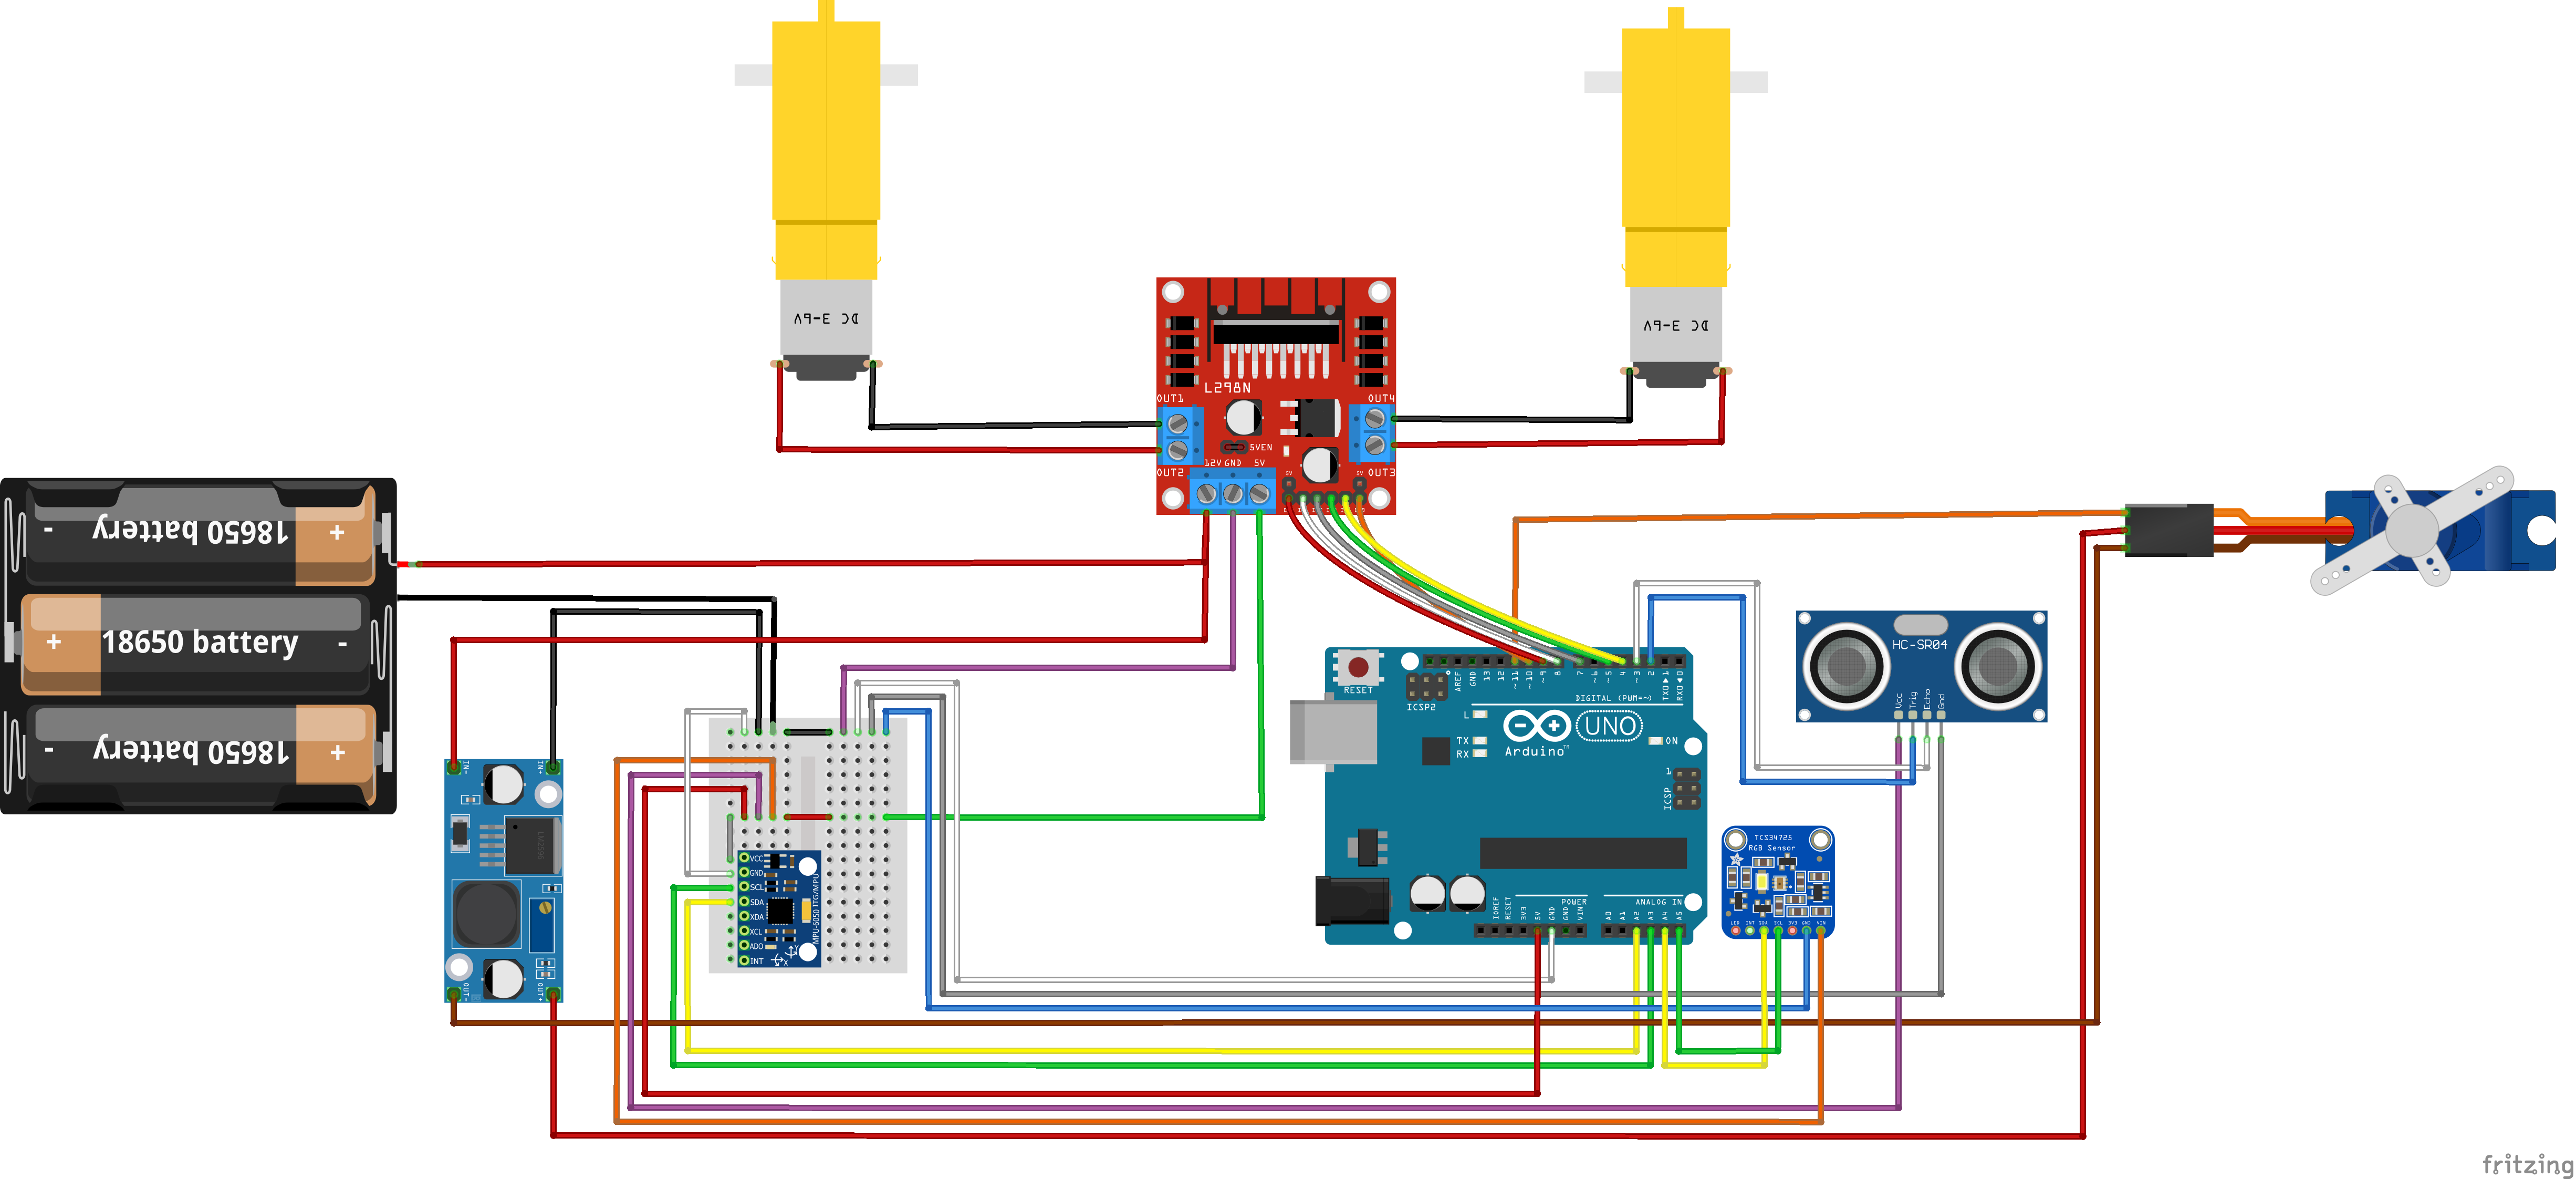 DC 3-6V
DC 3-6V
L298N
OUT1
OUT4
5VEN
OUT2
12V GND 5V
5V
5V
OUT3
- 18650 battery +
+ 18650 battery -
- 18650 battery +
RESET
ICSP2
AREF
GND
13
12
~11
~10
~9
8
7
~6
~5
4
~3
2
TX0▶1
RX0◀0
DIGITAL (PWM=~)
L
TX
RX
Arduino™
UNO
ON
1
ICSP
HC-SR04
Vcc
Trig
Echo
Gnd
IN-
IN+
OUT-
OUT+
VCC
GND
SCL
SDA
XDA
XCL
ADO
INT
MPU-6050
ITG/MPU
X
Y
IOREF
RESET
3V3
5V
GND
GND
VIN
POWER
A0
A1
A2
A3
A4
A5
ANALOG IN
TCS34725
RGB Sensor
LED
INT
SDA
SCL
3V3
GND
VIN
fritzing